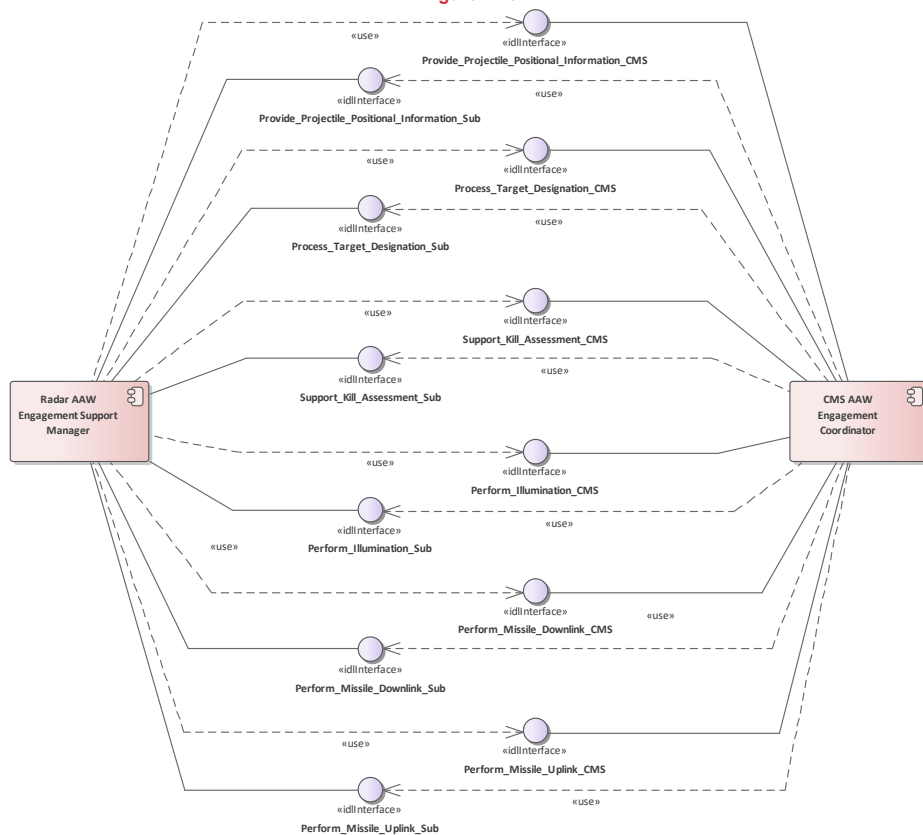 «use»
«idlInterface»
Provide_Projectile_Positional_Information_CMS
«idlInterface»
«use»
Provide_Projectile_Positional_Information_Sub
«use»
«idlInterface»
Process_Target_Designation_CMS
«idlInterface»
«use»
Process_Target_Designation_Sub
«use»
«idlInterface»
Support_Kill_Assessment_CMS
«idlInterface»
«use»
Support_Kill_Assessment_Sub
Radar AAW
Engagement Support
Manager
CMS AAW
Engagement
Coordinator
«use»
«idlInterface»
Perform_Illumination_CMS
«idlInterface»
«use»
Perform_Illumination_Sub
«use»
«idlInterface»
«use»
Perform_Missile_Downlink_CMS
«idlInterface»
Perform_Missile_Downlink_Sub
«use»
«idlInterface»
Perform_Missile_Uplink_CMS
«idlInterface»
«use»
Perform_Missile_Uplink_Sub